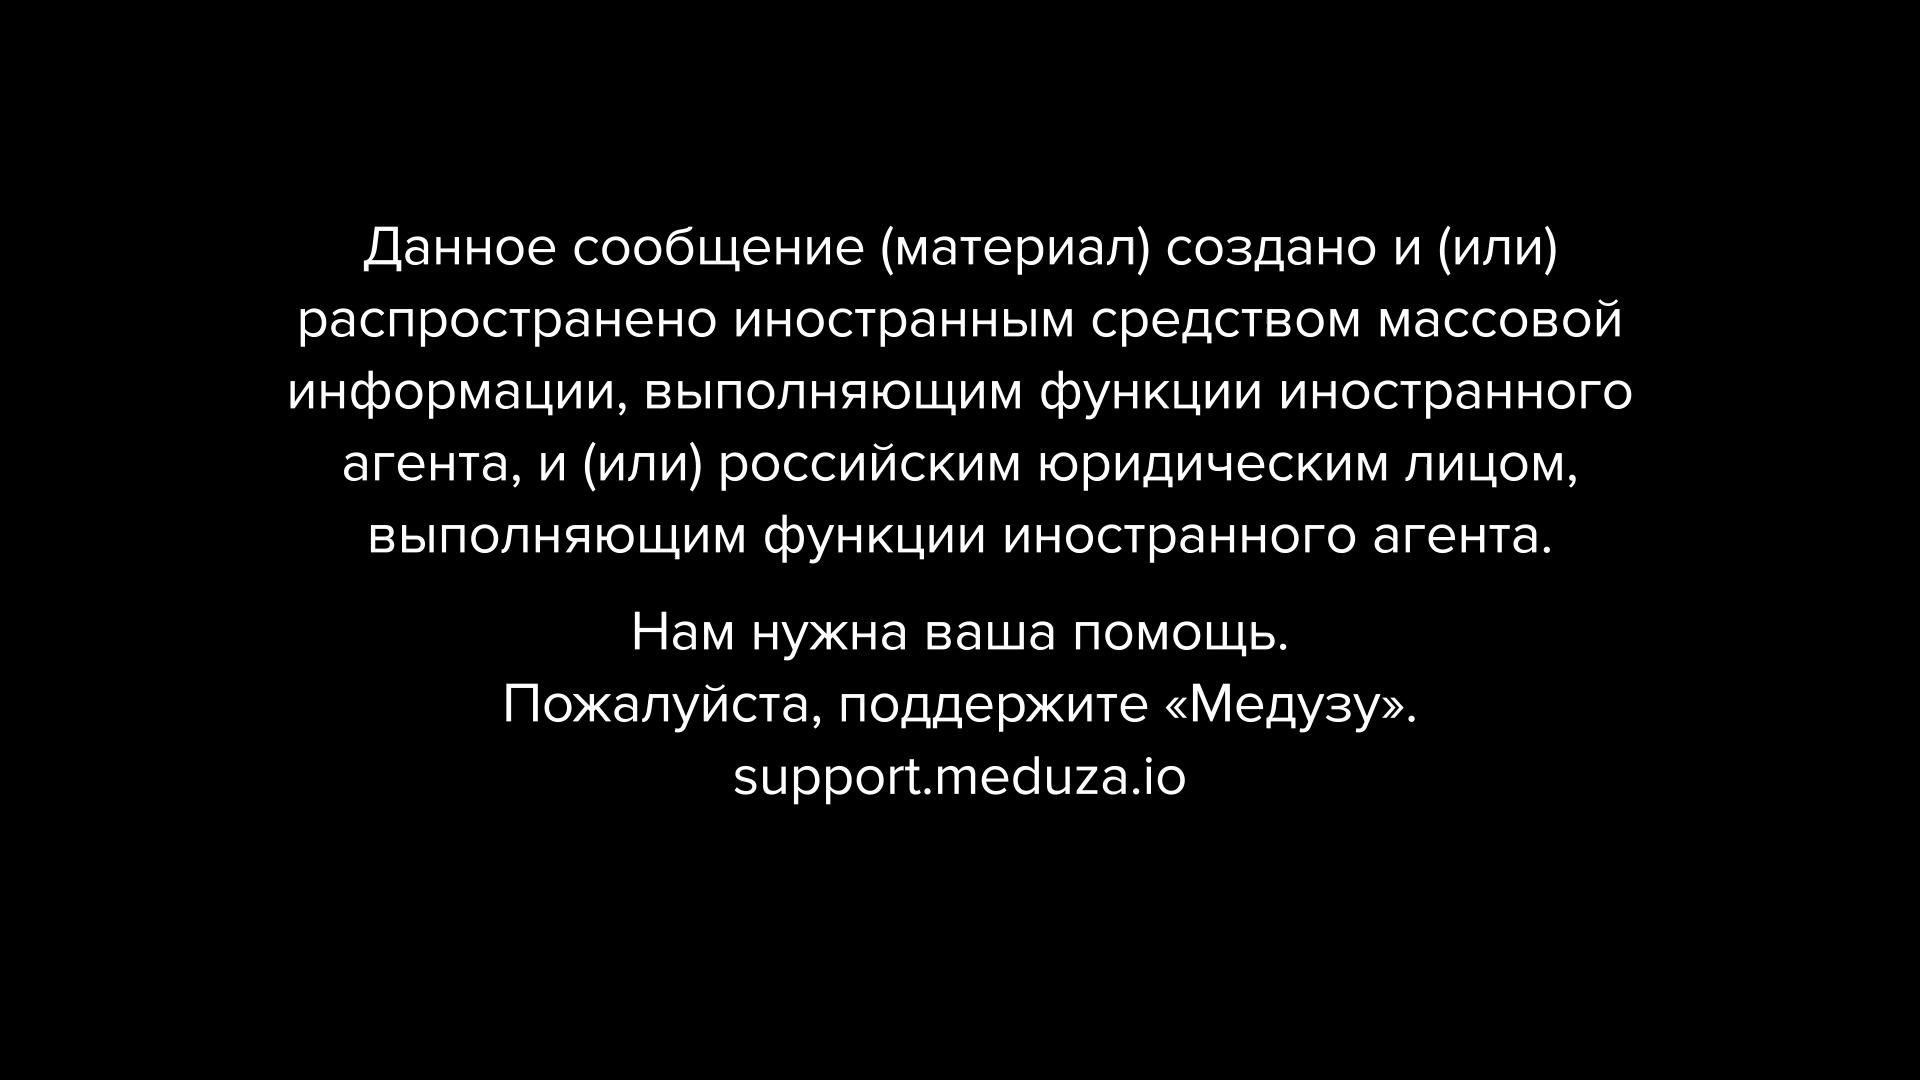 Данное сообщение (материал) создано и (или)
распространено иностранным средством массовой
информации, выполняющим функции иностранного
агента, и (или) российским юридическим лицом,
выполняющим функции иностранного агента.
Нам нужна ваша помощь.
Пожалуйста, поддержите «Медузу».
support.meduza.io